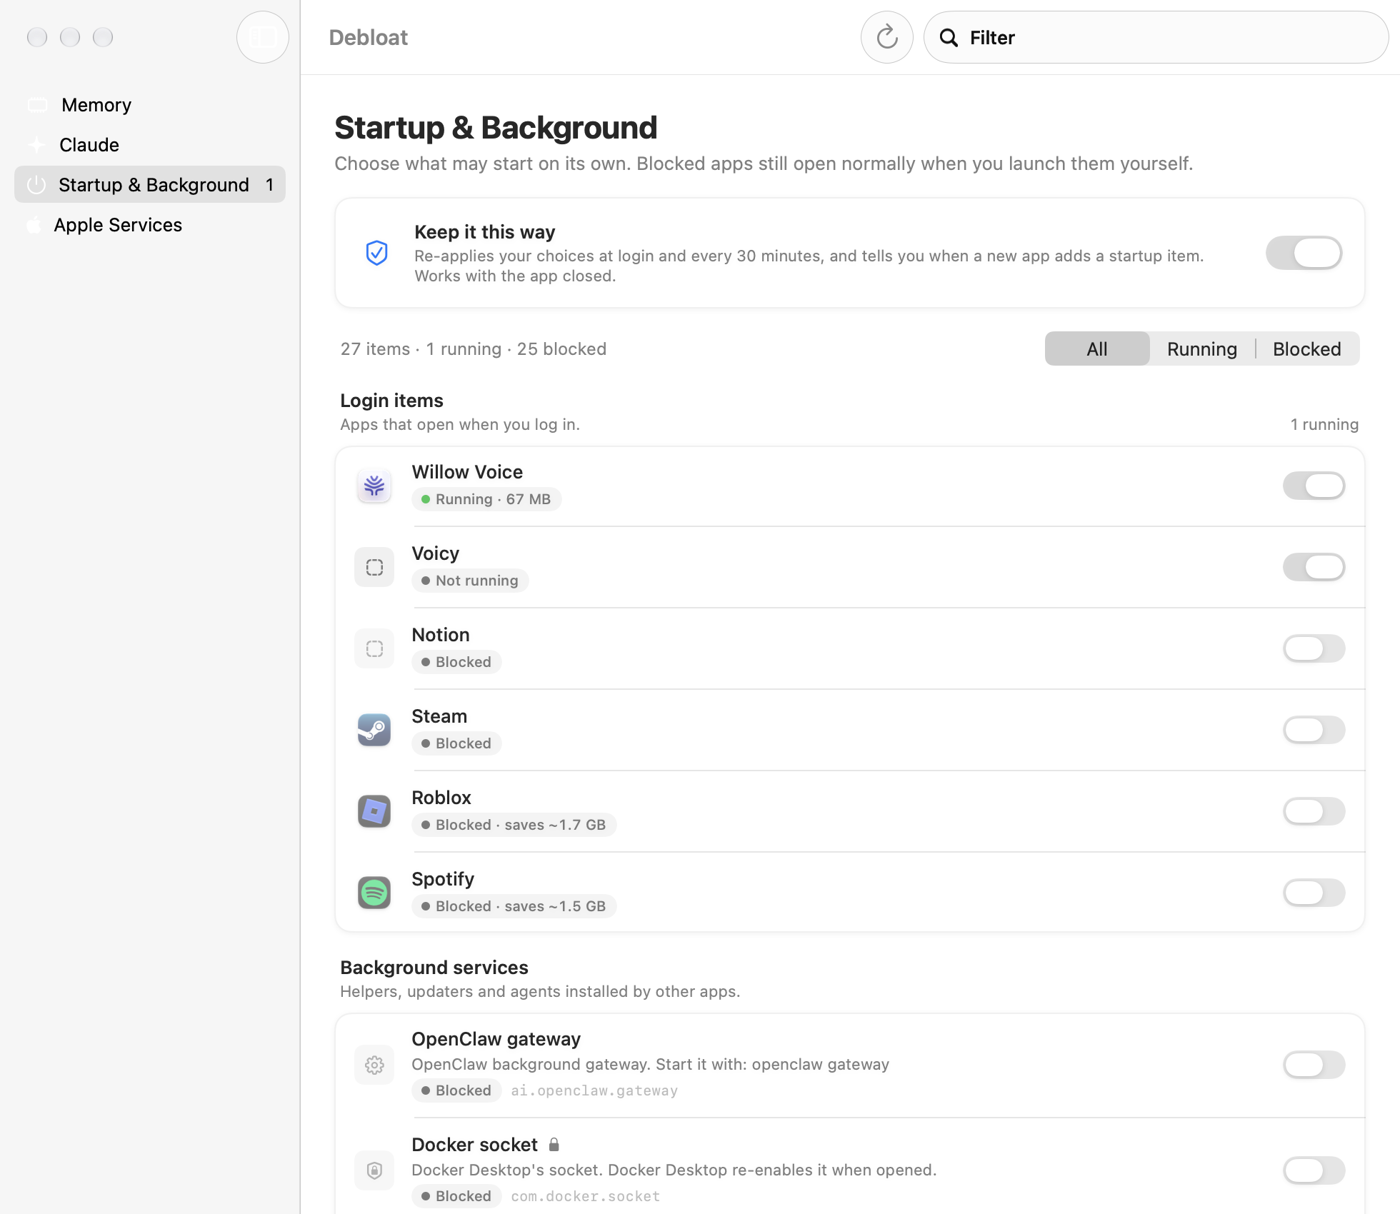 Debloat
Filter
Memory
Claude
Startup & Background 1
Apple Services
Startup & Background
Choose what may start on its own. Blocked apps still open normally when you launch them yourself.
Keep it this way
Re-applies your choices at login and every 30 minutes, and tells you when a new app adds a startup item.
Works with the app closed.
27 items · 1 running · 25 blocked
All Running Blocked
Login items
Apps that open when you log in.
1 running
Willow Voice
Running · 67 MB
Voicy
Not running
Notion
Blocked
Steam
Blocked
Roblox
Blocked · saves ~1.7 GB
Spotify
Blocked · saves ~1.5 GB
Background services
Helpers, updaters and agents installed by other apps.
OpenClaw gateway
OpenClaw background gateway. Start it with: openclaw gateway
Blocked ai.openclaw.gateway
Docker socket
Docker Desktop's socket. Docker Desktop re-enables it when opened.
Blocked com.docker.socket